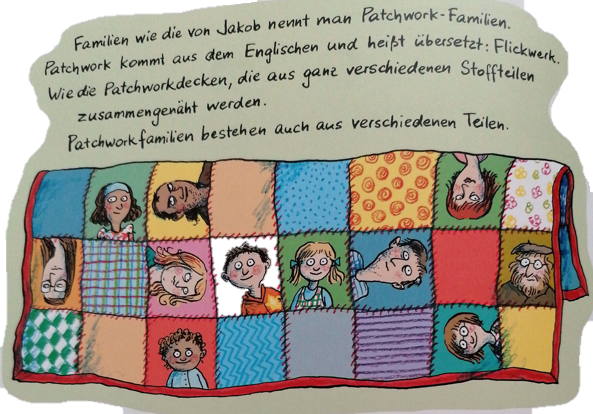 Familien wie die von Jakob nennt man Patchwork-Familien.
Patchwork kommt aus dem Englischen und heißt übersetzt: Flickwerk.
Wie die Patchworkdecken, die aus ganz verschiedenen Stoffteilen
zusammengenäht werden.
Patchworkfamilien bestehen auch aus verschiedenen Teilen.